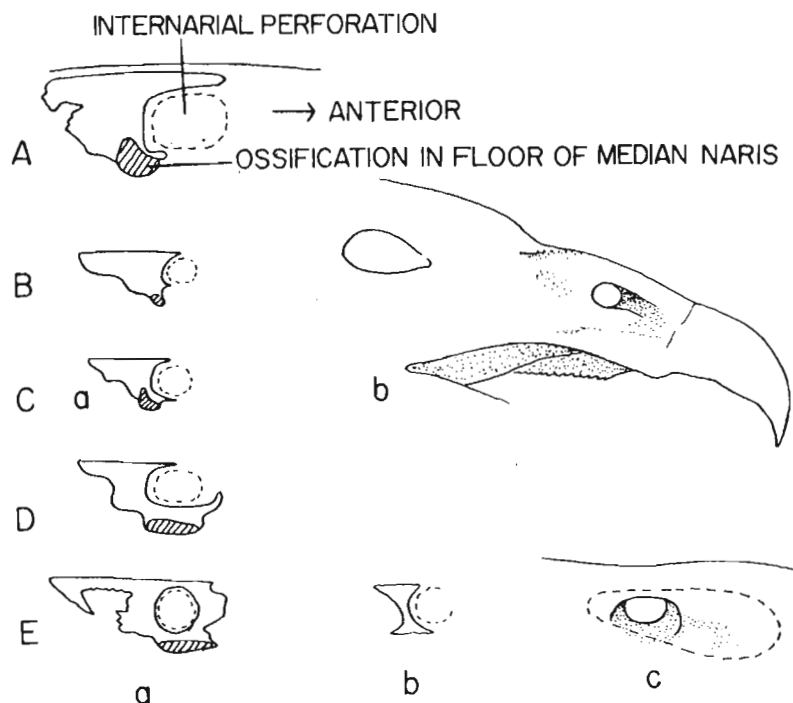 INTERNARIAL PERFORATION
→ ANTERIOR
A
OSSIFICATION IN FLOOR OF MEDIAN NARIS
B
C
a
b
D
E
a
b
c